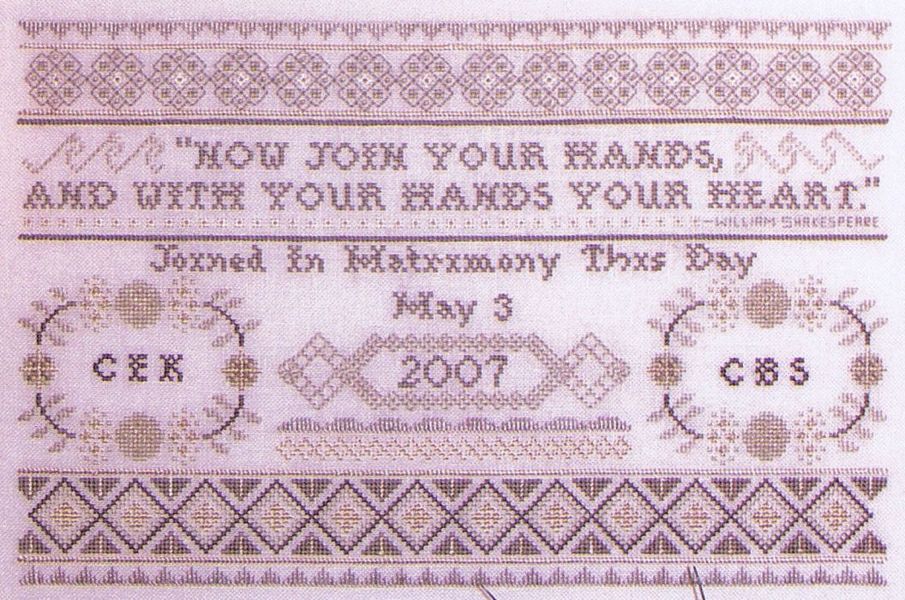 "NOW JOIN YOUR HANDS,
AND WITH YOUR HANDS YOUR HEART."
—WILLIAM SHAKESPEARE
Joined In Matrimony This Day
May 3
CEK
2007
CBS